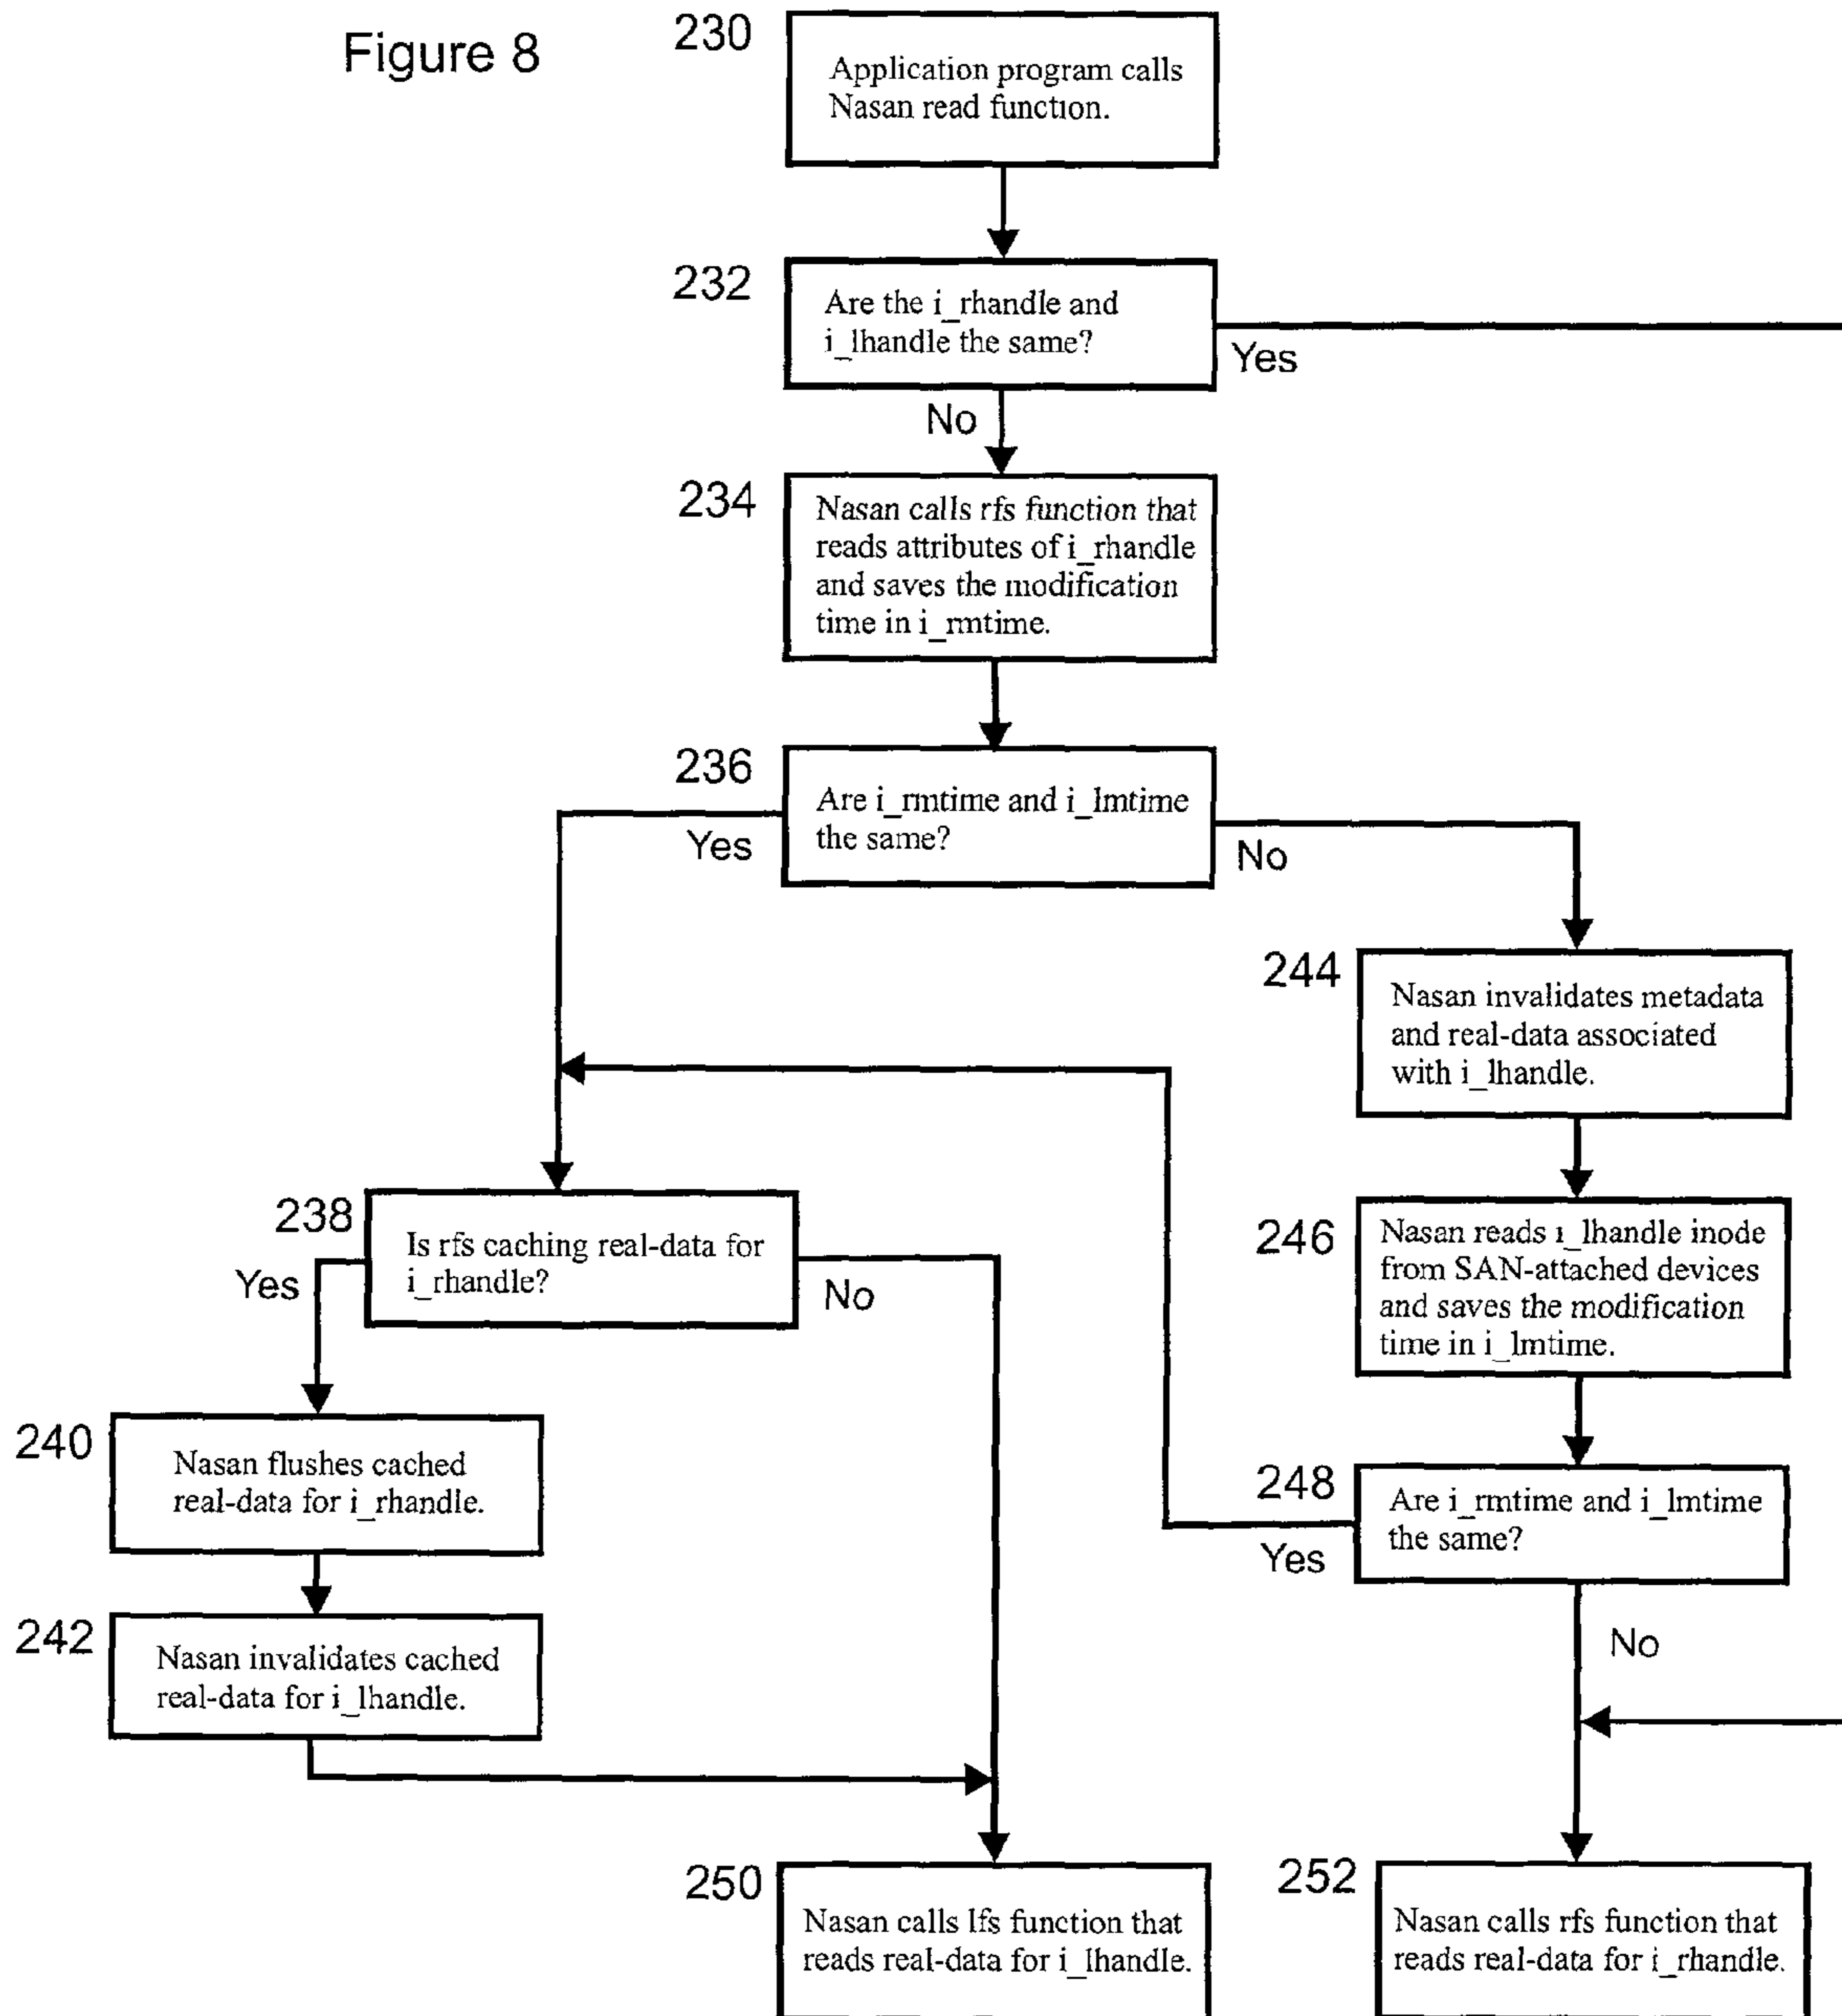 Figure 8
230
Application program calls
Nasan read function.
232
Are the i_rhandle and
i_lhandle the same?
Yes
No
234
Nasan calls rfs function that
reads attributes of i_rhandle
and saves the modification
time in i_rmtime.
236
Are i_rmtime and i_lmtime
the same?
Yes
No
244
Nasan invalidates metadata
and real-data associated
with i_lhandle.
238
Is rfs caching real-data for
i_rhandle?
Yes
No
246
Nasan reads i_lhandle inode
from SAN-attached devices
and saves the modification
time in i_lmtime.
240
Nasan flushes cached
real-data for i_rhandle.
248
Are i_rmtime and i_lmtime
the same?
Yes
No
242
Nasan invalidates cached
real-data for i_lhandle.
250
Nasan calls lfs function that
reads real-data for i_lhandle.
252
Nasan calls rfs function that
reads real-data for i_rhandle.